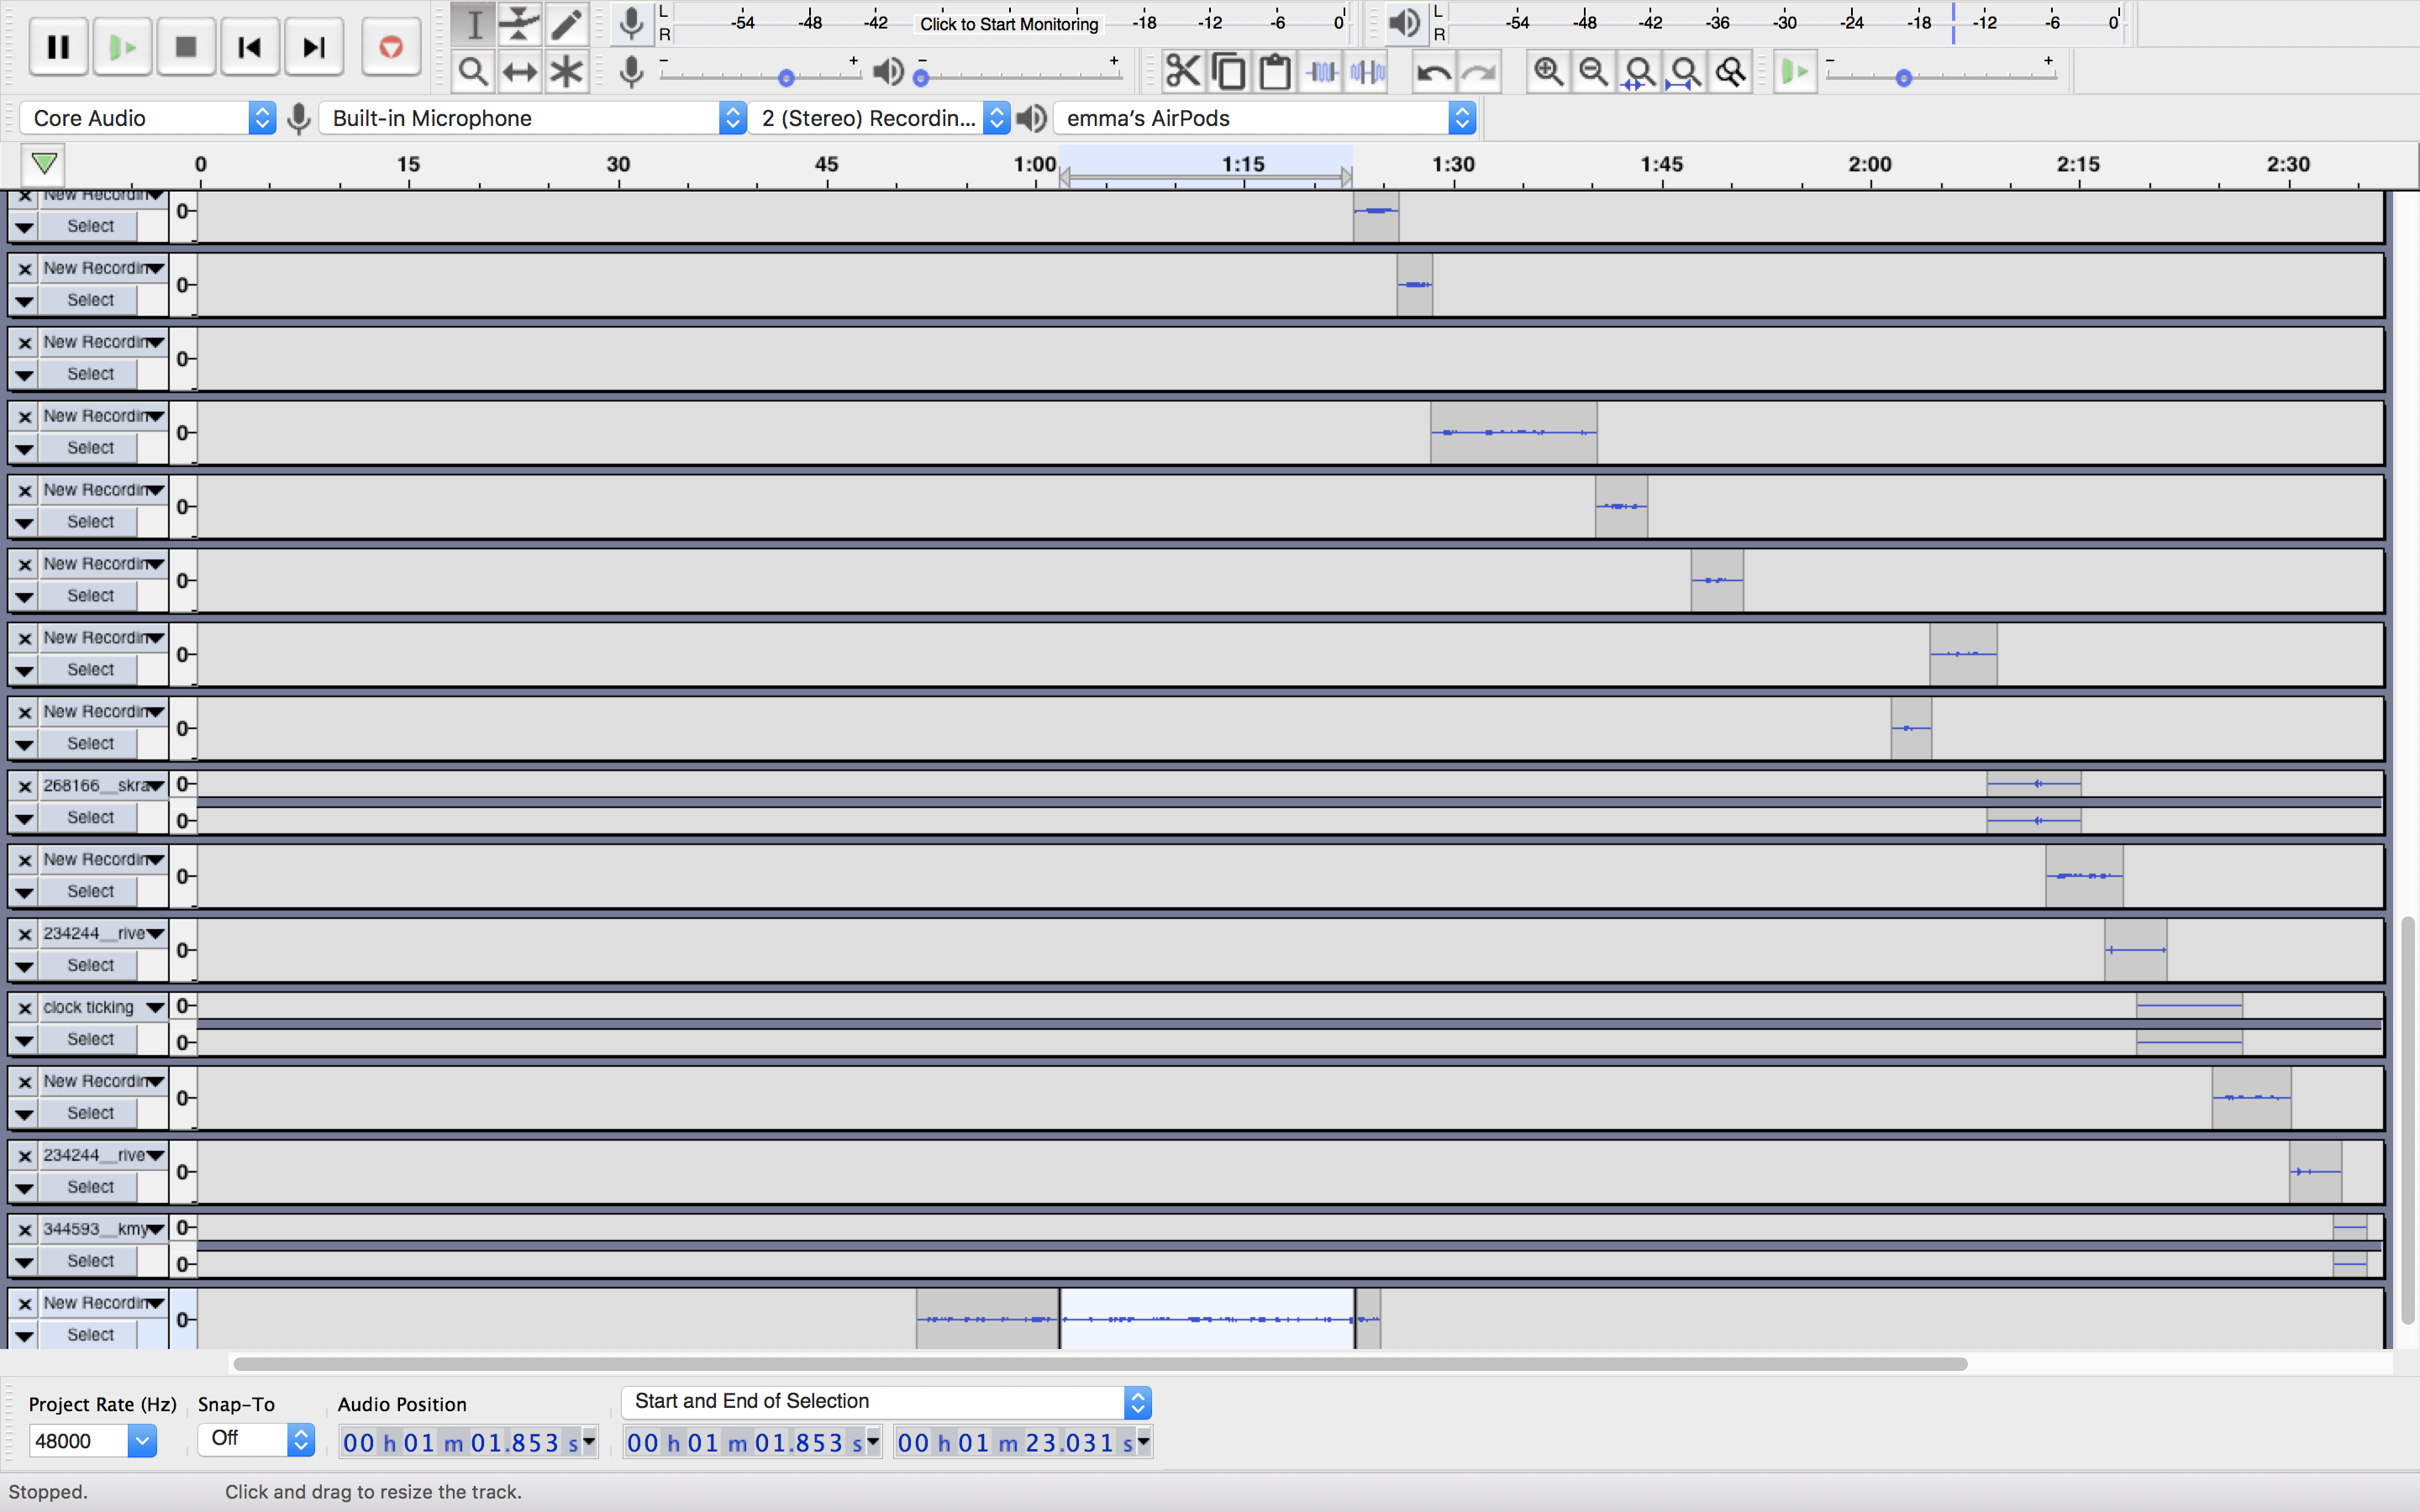 L
R
-54 -48 -42 Click to Start Monitoring -18 -12 -6 0
L
R
-54 -48 -42 -36 -30 -24 -18 -12 -6 0
- + - + - +
Core Audio Built-in Microphone 2 (Stereo) Recordin... emma's AirPods
0 15 30 45 1:00 1:15 1:30 1:45 2:00 2:15 2:30
New Recordin 0
Select
New Recordin 0
Select
New Recordin 0
Select
New Recordin 0
Select
New Recordin 0
Select
New Recordin 0
Select
New Recordin 0
Select
New Recordin 0
Select
268166__skra 0
Select 0
New Recordin 0
Select
234244__rive 0
Select
clock ticking 0
Select 0
New Recordin 0
Select
234244__rive 0
Select
344593__kmy 0
Select 0
New Recordin 0
Select
Project Rate (Hz) Snap-To Audio Position Start and End of Selection
48000 Off 00 h 01 m 01.853 s 00 h 01 m 01.853 s 00 h 01 m 23.031 s
Stopped. Click and drag to resize the track.